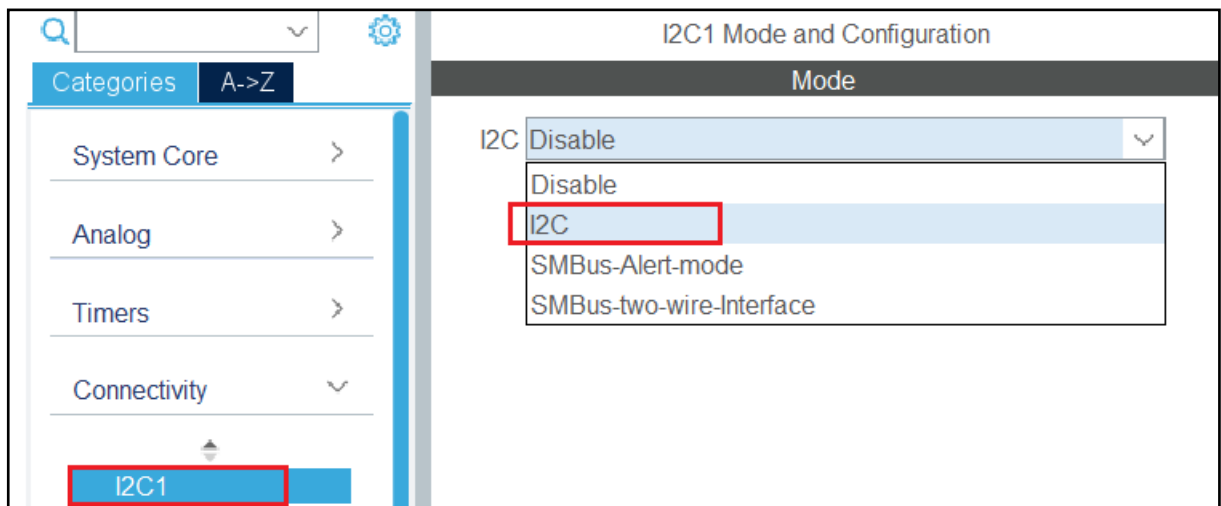 Categories
A->Z
System Core
Analog
Timers
Connectivity
I2C1
I2C1 Mode and Configuration
Mode
I2C Disable
Disable
I2C
SMBus-Alert-mode
SMBus-two-wire-Interface